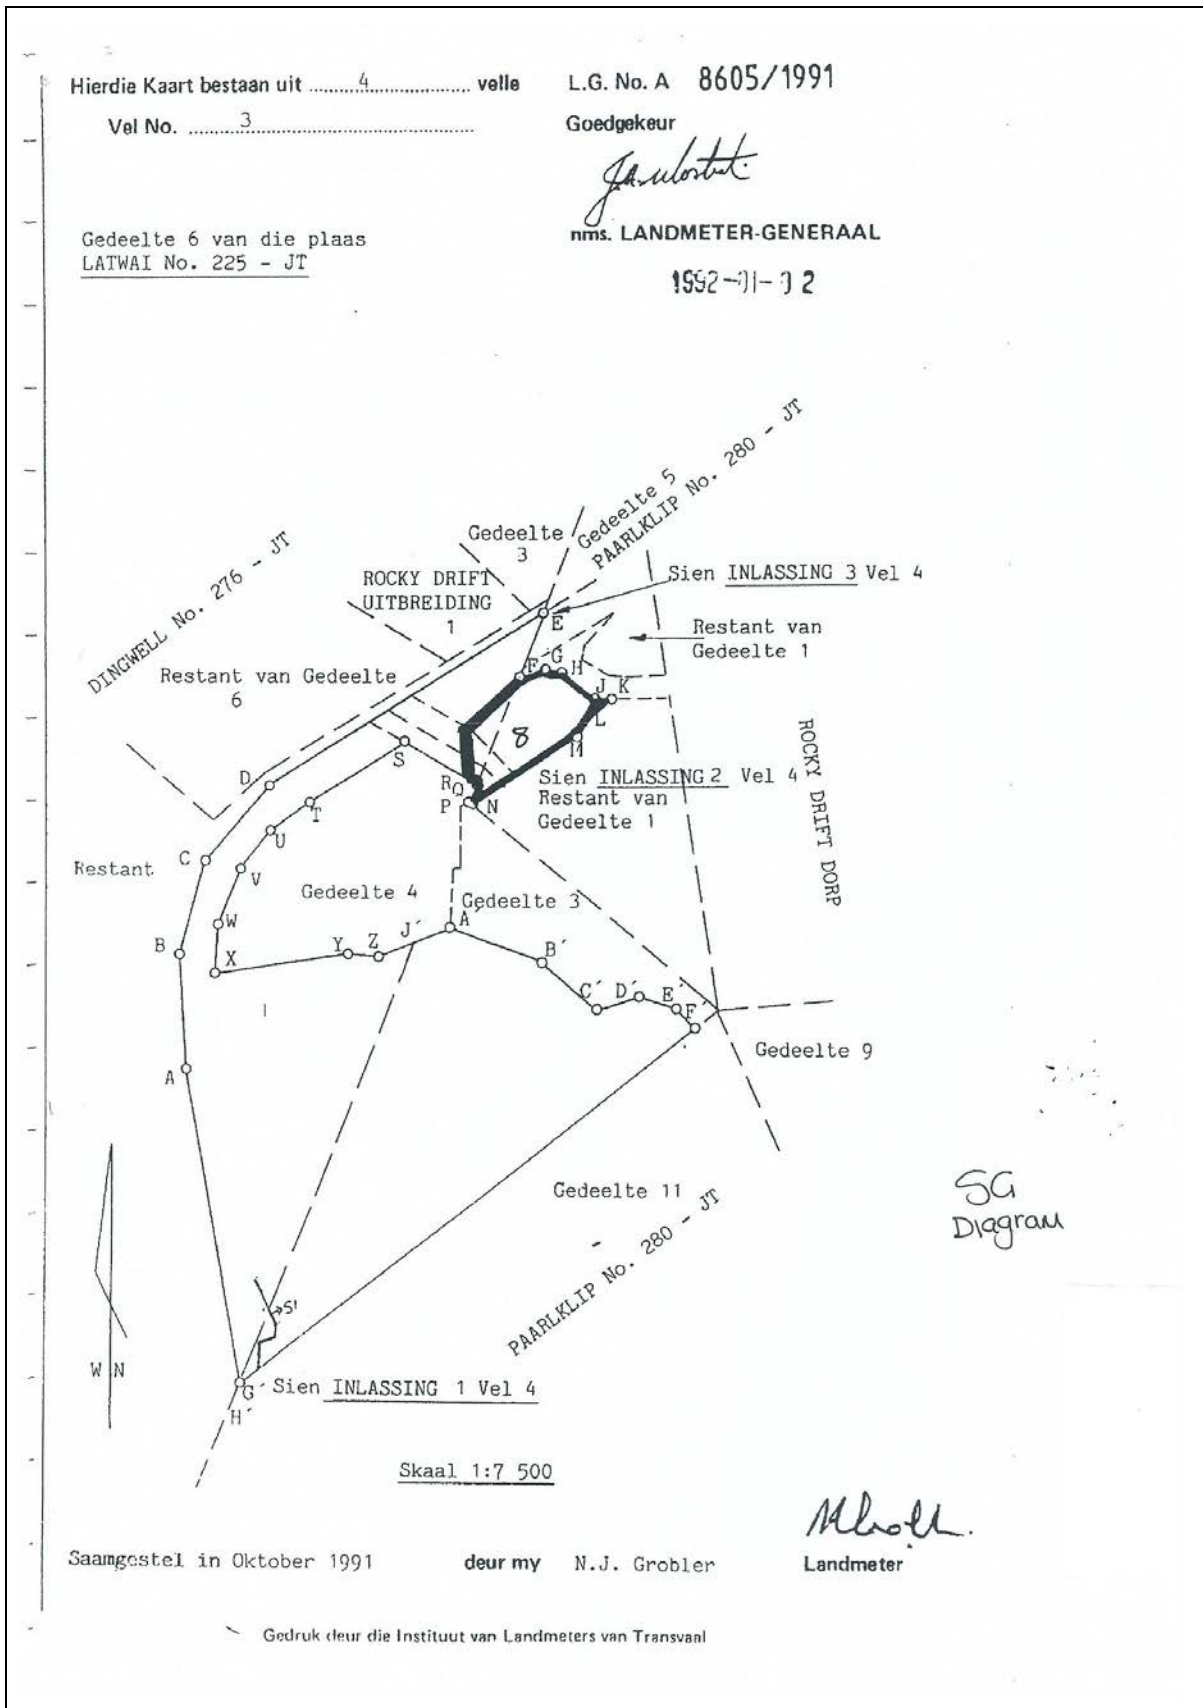 Hierdie Kaart bestaan uit ........4........ velle
L.G. No. A 8605/1991
Vel No. ........3........
Goedgekeur
nms. LANDMETER-GENERAAL
1992-01-02
Gedeelte 6 van die plaas
LATWAI No. 225 - JT
DINGWELL No. 276 - JT
ROCKY DRIFT
UITBREIDING
1
Gedeelte
3
Gedeelte 5
PAARLKLIP No. 280 - JT
Sien INLASSING 3 Vel 4
E
Restant van
Gedeelte 1
Restant van Gedeelte
6
F G´ H
J K
L
M
8
D
S
R
Q
P N
Sien INLASSING 2 Vel 4
Restant van
Gedeelte 1
ROCKY DRIFT DORP
T
U
C
V
Restant
Gedeelte 4
Gedeelte 3
W
A´
J´
B
X
Y
Z
B´
C´
D´
E´
F´
Gedeelte 9
A
Gedeelte 11
PAARLKLIP No. 280 - JT
SG
Diagram
S1
W N
G´
Sien INLASSING 1 Vel 4
H´
Skaal 1:7 500
Saamgestel in Oktober 1991 deur my N.J. Grobler Landmeter
Gedruk deur die Instituut van Landmeters van Transvaal